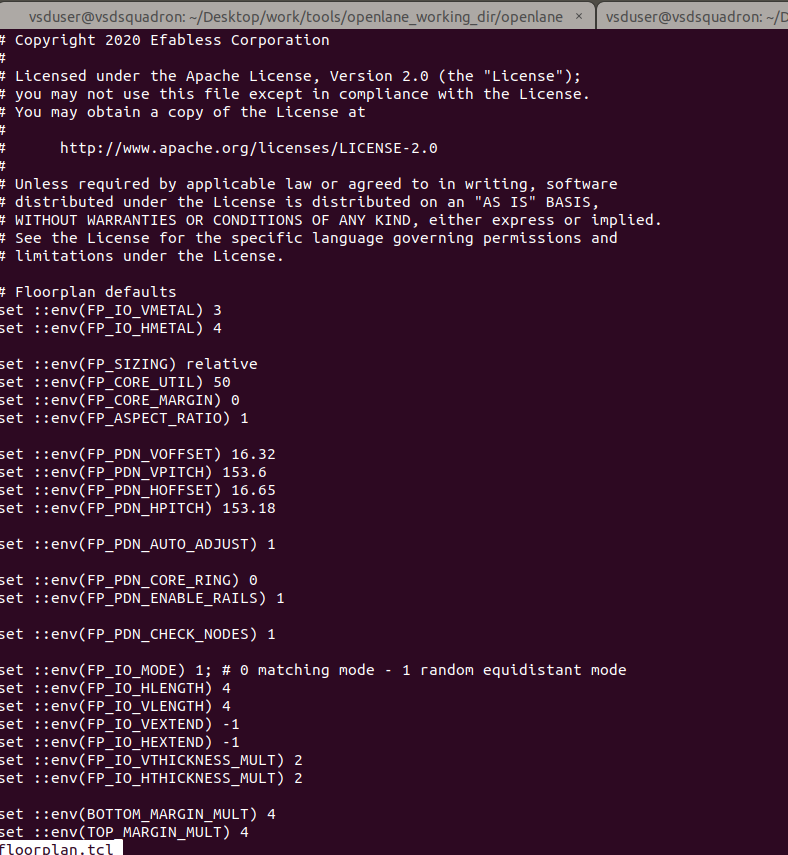 vsduser@vsdsquadron: ~/Desktop/work/tools/openlane_working_dir/openlane × vsduser@vsdsquadron: ~/D
# Copyright 2020 Efabless Corporation
#
# Licensed under the Apache License, Version 2.0 (the "License");
# you may not use this file except in compliance with the License.
# You may obtain a copy of the License at
#
#      http://www.apache.org/licenses/LICENSE-2.0
#
# Unless required by applicable law or agreed to in writing, software
# distributed under the License is distributed on an "AS IS" BASIS,
# WITHOUT WARRANTIES OR CONDITIONS OF ANY KIND, either express or implied.
# See the License for the specific language governing permissions and
# limitations under the License.

# Floorplan defaults
set ::env(FP_IO_VMETAL) 3
set ::env(FP_IO_HMETAL) 4

set ::env(FP_SIZING) relative
set ::env(FP_CORE_UTIL) 50
set ::env(FP_CORE_MARGIN) 0
set ::env(FP_ASPECT_RATIO) 1

set ::env(FP_PDN_VOFFSET) 16.32
set ::env(FP_PDN_VPITCH) 153.6
set ::env(FP_PDN_HOFFSET) 16.65
set ::env(FP_PDN_HPITCH) 153.18

set ::env(FP_PDN_AUTO_ADJUST) 1

set ::env(FP_PDN_CORE_RING) 0
set ::env(FP_PDN_ENABLE_RAILS) 1

set ::env(FP_PDN_CHECK_NODES) 1

set ::env(FP_IO_MODE) 1; # 0 matching mode - 1 random equidistant mode
set ::env(FP_IO_HLENGTH) 4
set ::env(FP_IO_VLENGTH) 4
set ::env(FP_IO_VEXTEND) -1
set ::env(FP_IO_HEXTEND) -1
set ::env(FP_IO_VTHICKNESS_MULT) 2
set ::env(FP_IO_HTHICKNESS_MULT) 2

set ::env(BOTTOM_MARGIN_MULT) 4
set ::env(TOP_MARGIN_MULT) 4
floorplan.tcl